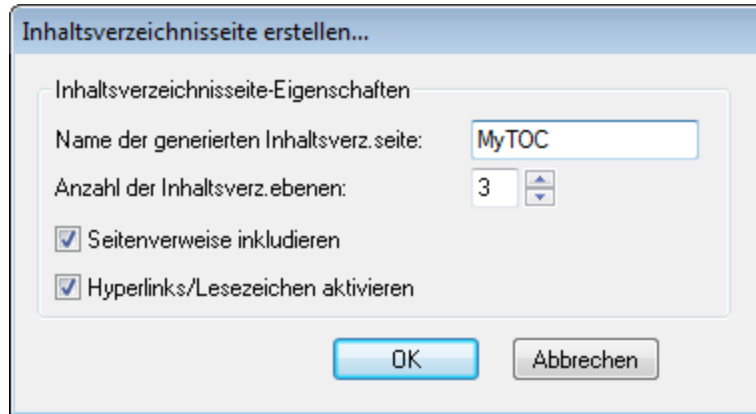 Inhaltsverzeichnisseite erstellen...
Inhaltsverzeichnisseite-Eigenschaften
Name der generierten Inhaltsverz.seite: MyTOC
Anzahl der Inhaltsverz.ebenen: 3
Seitenverweise inkludieren
Hyperlinks/Lesezeichen aktivieren
OK Abbrechen